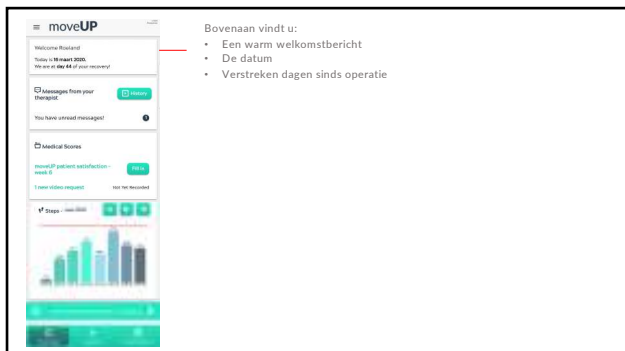 moveUP
Welcome Roeland
Today is 16 maart 2020.
We are at day 44 of your recovery!
Messages from your therapist
History
You have unread messages!
Medical Scores
moveUP patient satisfaction - week 6
Fill in
1 new video request
Not Yet Recorded
Steps -
Bovenaan vindt u:
• Een warm welkomstbericht
• De datum
• Verstreken dagen sinds operatie